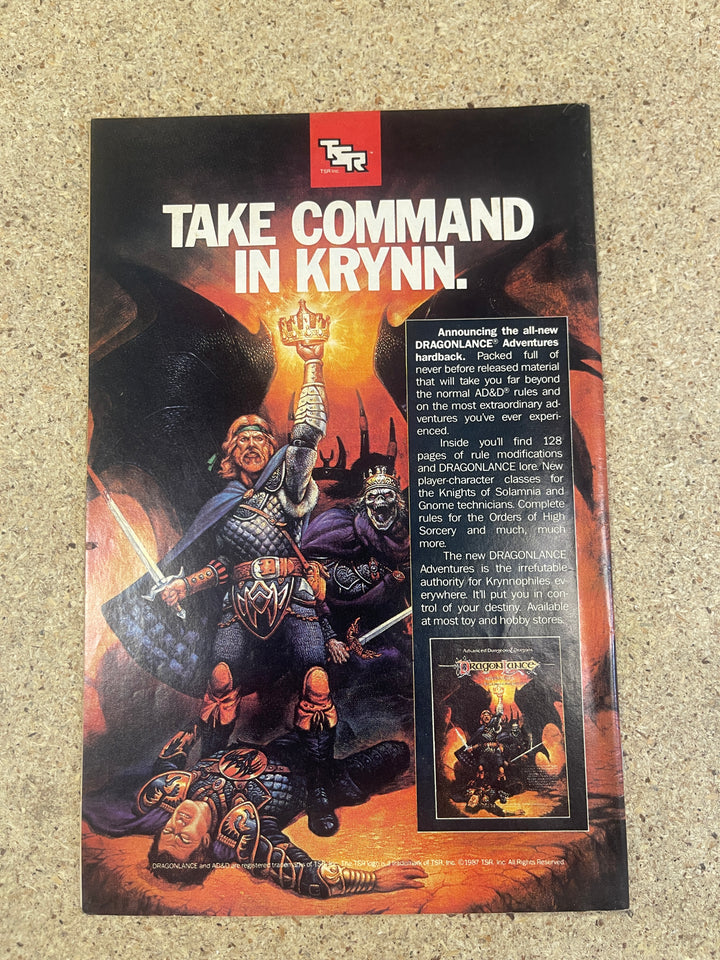 TSR™
TSR Inc.
TAKE COMMAND
IN KRYNN.
Announcing the all-new
DRAGONLANCE® Adventures
hardback. Packed full of
never before released material
that will take you far beyond
the normal AD&D® rules and
on the most extraordinary ad-
ventures you've ever experi-
enced.
Inside you'll find 128
pages of rule modifications
and DRAGONLANCE lore. New
player-character classes for
the Knights of Solamnia and
Gnome technicians. Complete
rules for the Orders of High
Sorcery and much, much
more.
The new DRAGONLANCE
Adventures is the irrefutable
authority for Krynnophiles ev-
erywhere. It'll put you in con-
trol of your destiny. Available
at most toy and hobby stores.
Advanced Dungeons & Dragons
DRAGONLANCE
DRAGONLANCE and AD&D are registered trademarks of TSR, Inc. The TSR logo is a trademark of TSR, Inc. ©1987 TSR, Inc. All Rights Reserved.